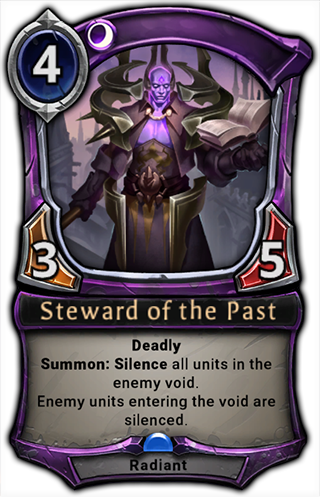 4
3
5
Steward of the Past
Deadly
Summon: Silence all units in the
enemy void.
Enemy units entering the void are
silenced.
Radiant